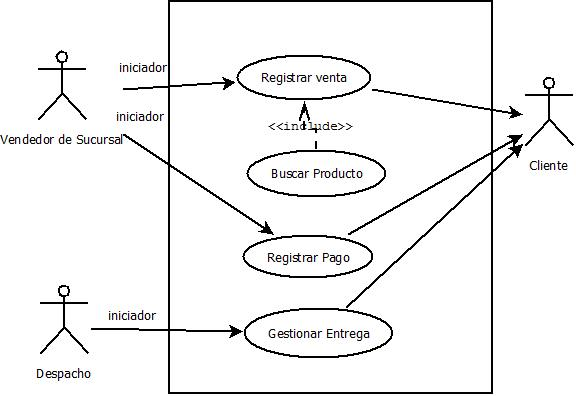 iniciador
Registrar venta
iniciador
<<include>>
Vendedor de Sucursal
Cliente
Buscar Producto
Registrar Pago
iniciador
Gestionar Entrega
Despacho